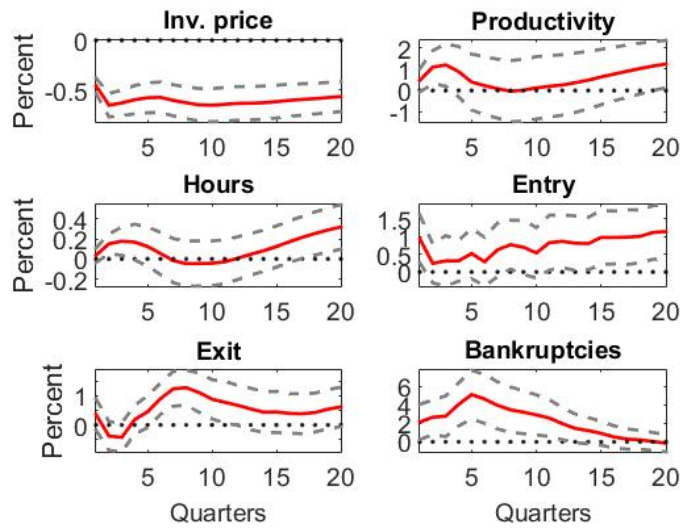 Inv. price
Productivity
Percent
0
-0.5
5 10 15 20
2
1
0
-1
5 10 15 20
Hours
Entry
Percent
0.4
0.2
0
-0.2
5 10 15 20
1.5
1
0.5
0
5 10 15 20
Exit
Bankruptcies
Percent
1
0
5 10 15 20
6
4
2
0
5 10 15 20
Quarters
Quarters